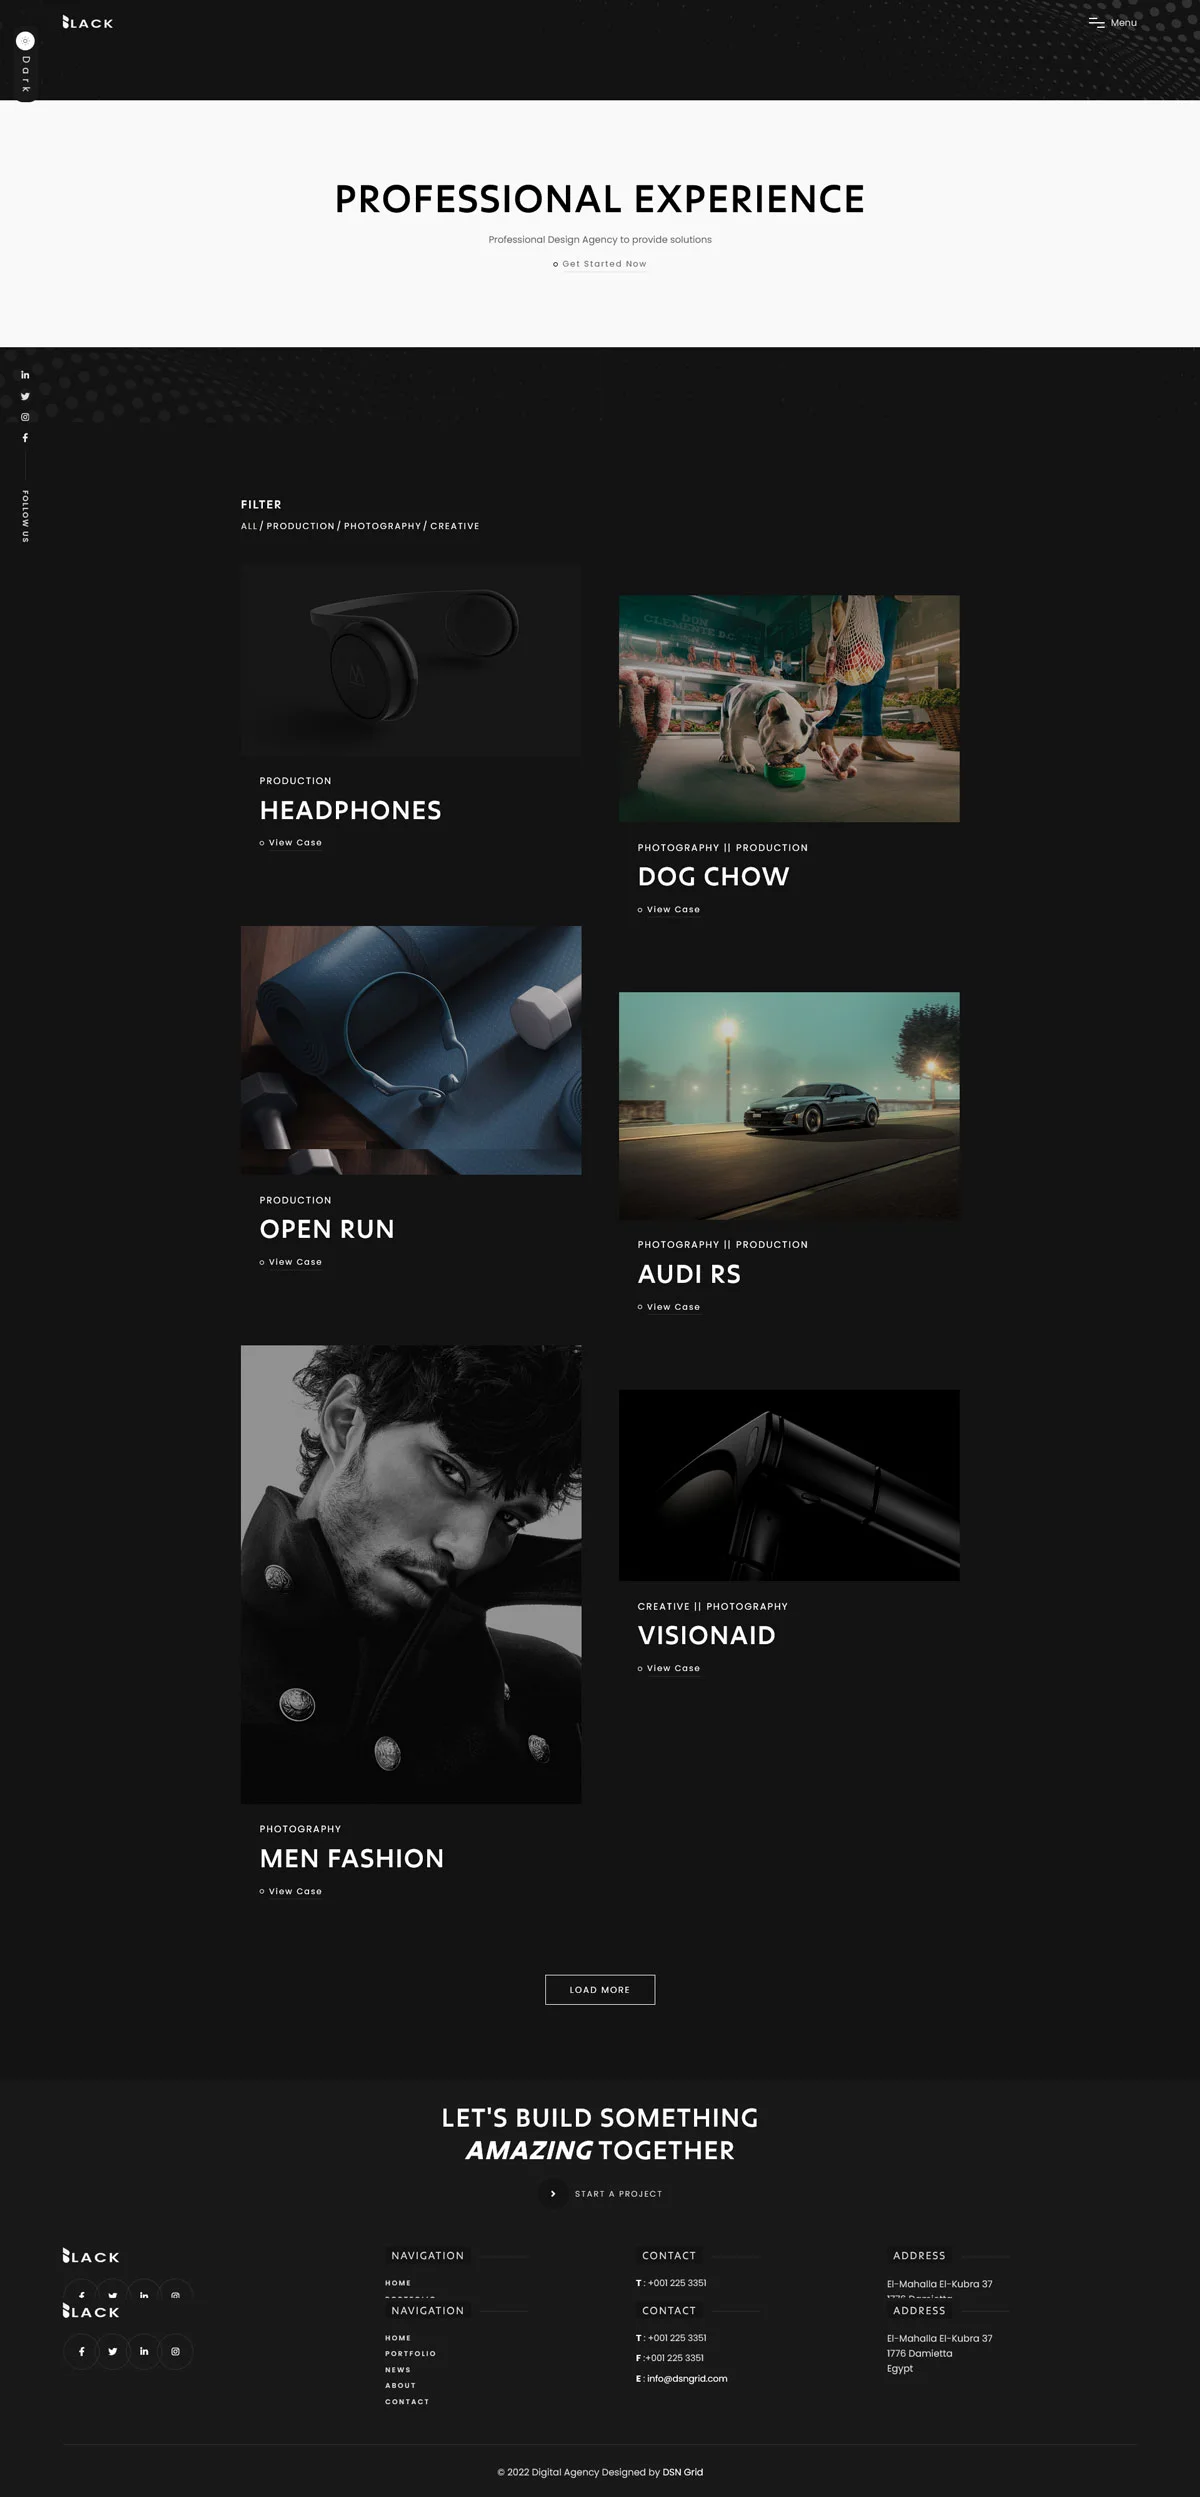 BLACK
Menu
Dark
PROFESSIONAL EXPERIENCE
Professional Design Agency to provide solutions
Get Started Now
FOLLOW US
FILTER
ALL / PRODUCTION / PHOTOGRAPHY / CREATIVE
PRODUCTION
HEADPHONES
View Case
DON
CLEMENTE D.C.
PHOTOGRAPHY || PRODUCTION
DOG CHOW
View Case
PRODUCTION
OPEN RUN
View Case
PHOTOGRAPHY || PRODUCTION
AUDI RS
View Case
CREATIVE || PHOTOGRAPHY
VISIONAID
View Case
PHOTOGRAPHY
MEN FASHION
View Case
LOAD MORE
LET'S BUILD SOMETHING
AMAZING TOGETHER
START A PROJECT
BLACK
NAVIGATION
HOME
CONTACT
T : +001 225 3351
ADDRESS
El-Mahalla El-Kubra 37
1776 Damietta
BLACK
NAVIGATION
HOME
PORTFOLIO
NEWS
ABOUT
CONTACT
CONTACT
T : +001 225 3351
F :+001 225 3351
E : info@dsngrid.com
ADDRESS
El-Mahalla El-Kubra 37
1776 Damietta
Egypt
© 2022 Digital Agency Designed by DSN Grid